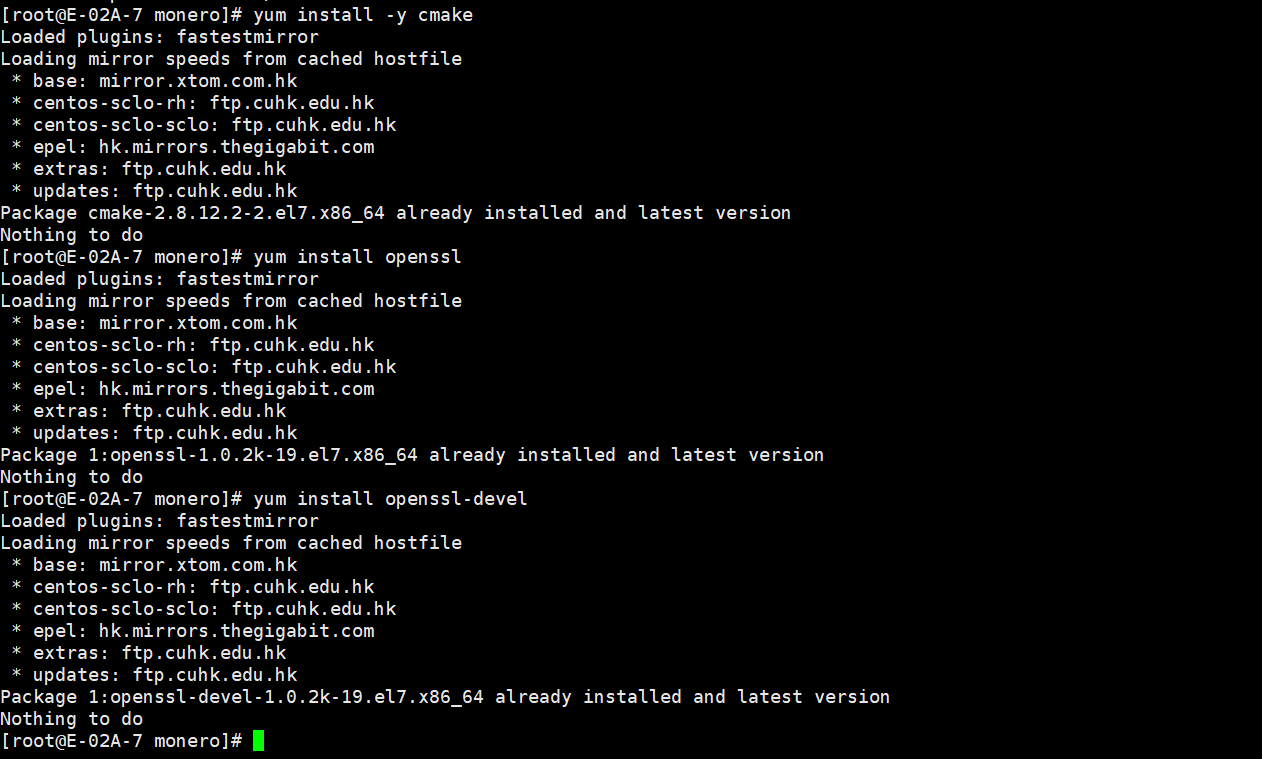 [root@E-02A-7 monero]# yum install -y cmake
Loaded plugins: fastestmirror
Loading mirror speeds from cached hostfile
 * base: mirror.xtom.com.hk
 * centos-sclo-rh: ftp.cuhk.edu.hk
 * centos-sclo-sclo: ftp.cuhk.edu.hk
 * epel: hk.mirrors.thegigabit.com
 * extras: ftp.cuhk.edu.hk
 * updates: ftp.cuhk.edu.hk
Package cmake-2.8.12.2-2.el7.x86_64 already installed and latest version
Nothing to do
[root@E-02A-7 monero]# yum install openssl
Loaded plugins: fastestmirror
Loading mirror speeds from cached hostfile
 * base: mirror.xtom.com.hk
 * centos-sclo-rh: ftp.cuhk.edu.hk
 * centos-sclo-sclo: ftp.cuhk.edu.hk
 * epel: hk.mirrors.thegigabit.com
 * extras: ftp.cuhk.edu.hk
 * updates: ftp.cuhk.edu.hk
Package 1:openssl-1.0.2k-19.el7.x86_64 already installed and latest version
Nothing to do
[root@E-02A-7 monero]# yum install openssl-devel
Loaded plugins: fastestmirror
Loading mirror speeds from cached hostfile
 * base: mirror.xtom.com.hk
 * centos-sclo-rh: ftp.cuhk.edu.hk
 * centos-sclo-sclo: ftp.cuhk.edu.hk
 * epel: hk.mirrors.thegigabit.com
 * extras: ftp.cuhk.edu.hk
 * updates: ftp.cuhk.edu.hk
Package 1:openssl-devel-1.0.2k-19.el7.x86_64 already installed and latest version
Nothing to do
[root@E-02A-7 monero]#